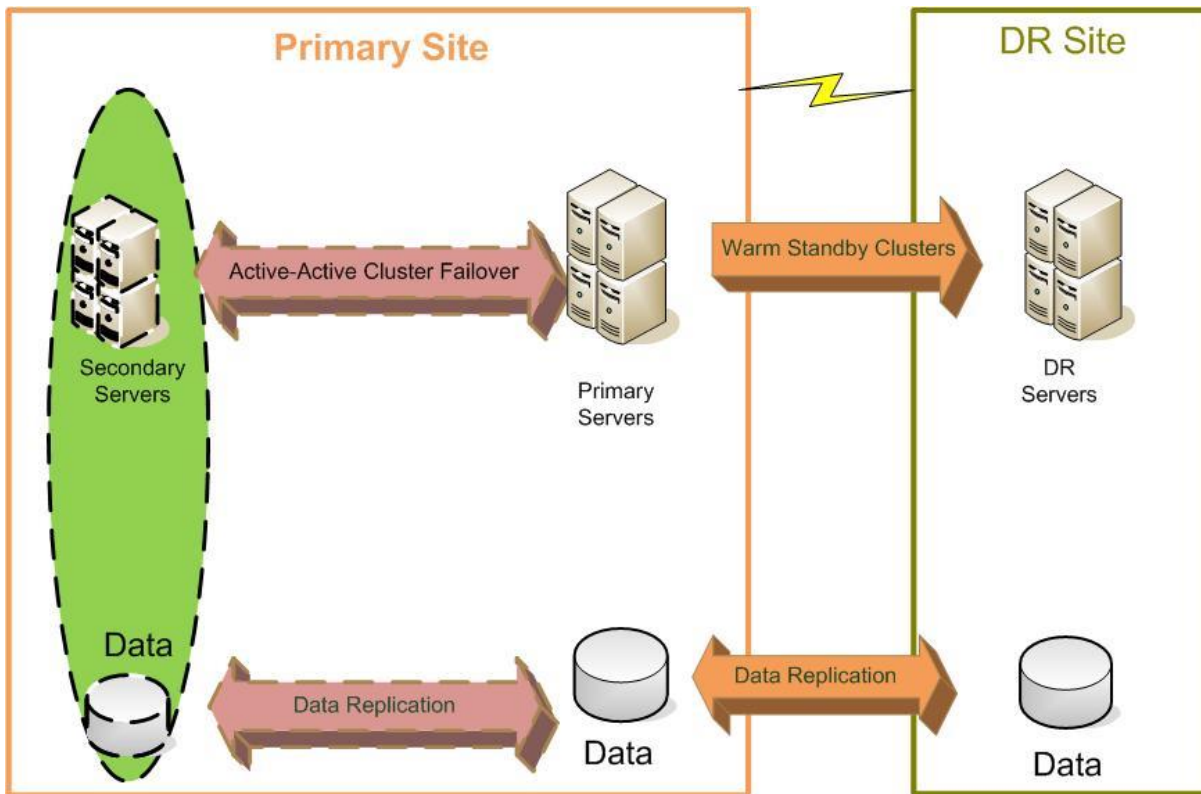 Primary Site
DR Site
Active-Active Cluster Failover
Warm Standby Clusters
Secondary
Servers
Primary
Servers
DR
Servers
Data
Data Replication
Data
Data Replication
Data